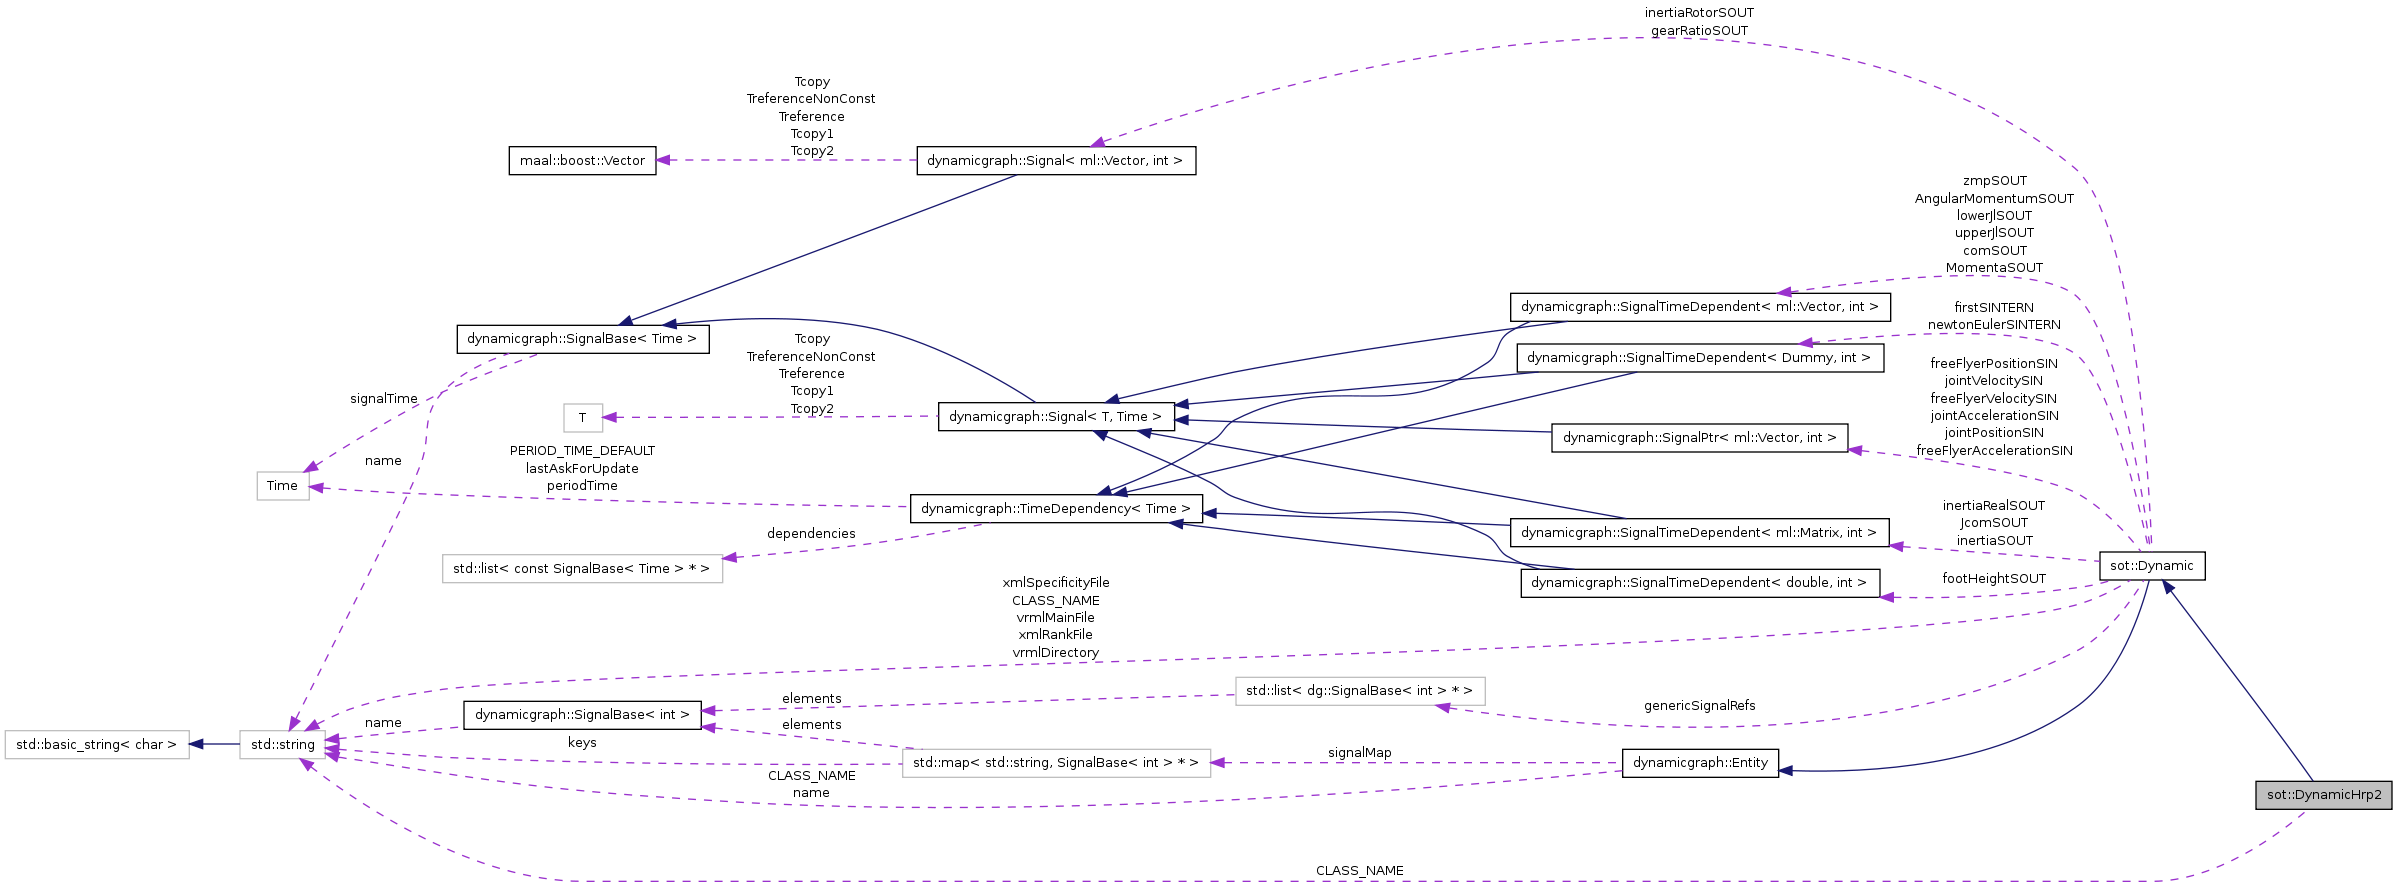 inertiaRotorSOUT
gearRatioSOUT
Tcopy
TreferenceNonConst
Treference
Tcopy1
Tcopy2
maal::boost::Vector
dynamicgraph::Signal< ml::Vector, int >
zmpSOUT
AngularMomentumSOUT
lowerJlSOUT
upperJlSOUT
comSOUT
MomentaSOUT
dynamicgraph::SignalTimeDependent< ml::Vector, int >
firstSINTERN
newtonEulerSINTERN
dynamicgraph::SignalBase< Time >
Tcopy
TreferenceNonConst
Treference
Tcopy1
Tcopy2
dynamicgraph::SignalTimeDependent< Dummy, int >
freeFlyerPositionSIN
jointVelocitySIN
freeFlyerVelocitySIN
jointAccelerationSIN
jointPositionSIN
freeFlyerAccelerationSIN
signalTime
T
dynamicgraph::Signal< T, Time >
dynamicgraph::SignalPtr< ml::Vector, int >
name
PERIOD_TIME_DEFAULT
lastAskForUpdate
periodTime
Time
dynamicgraph::TimeDependency< Time >
inertiaRealSOUT
JcomSOUT
inertiaSOUT
dynamicgraph::SignalTimeDependent< ml::Matrix, int >
dependencies
std::list< const SignalBase< Time > * >
sot::Dynamic
dynamicgraph::SignalTimeDependent< double, int >
footHeightSOUT
xmlSpecificityFile
CLASS_NAME
vrmlMainFile
xmlRankFile
vrmlDirectory
std::list< dg::SignalBase< int > * >
elements
genericSignalRefs
dynamicgraph::SignalBase< int >
name
elements
std::basic_string< char >
std::string
keys
signalMap
std::map< std::string, SignalBase< int > * >
dynamicgraph::Entity
CLASS_NAME
name
sot::DynamicHrp2
CLASS_NAME